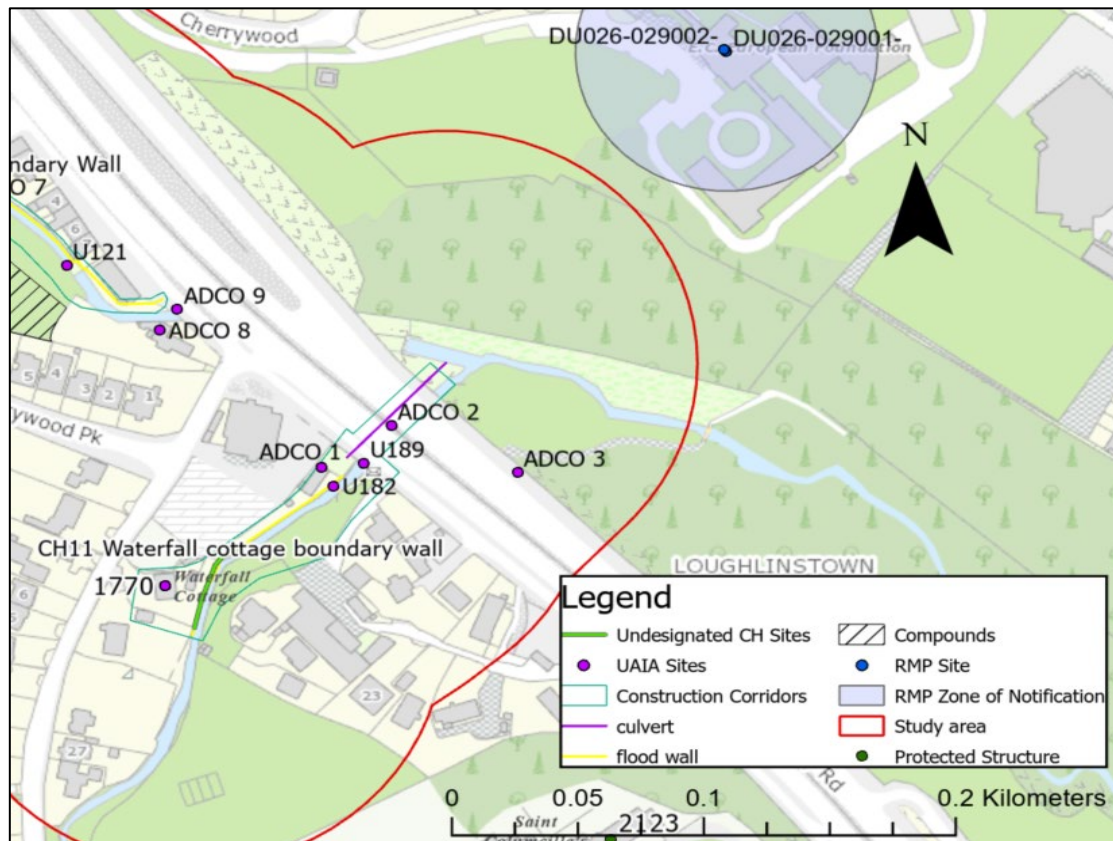 Cherrywood
DU026-029002-
DU026-029001-
ndary Wall
O 7
4
6
U121
ADCO 9
ADCO 8
N
5
4
3
2
1
ywood Pk
ADCO 2
ADCO 1
U189
U182
ADCO 3
CH11 Waterfall cottage boundary wall
1770
Waterfall
Cottage
LOUGHLINSTOWN
6
5
23
27
Legend
Undesignated CH Sites
UAIA Sites
Construction Corridors
culvert
flood wall
Compounds
RMP Site
RMP Zone of Notification
Study area
Protected Structure
Rd
0 0.05 0.1 0.2 Kilometers
Saint
2123